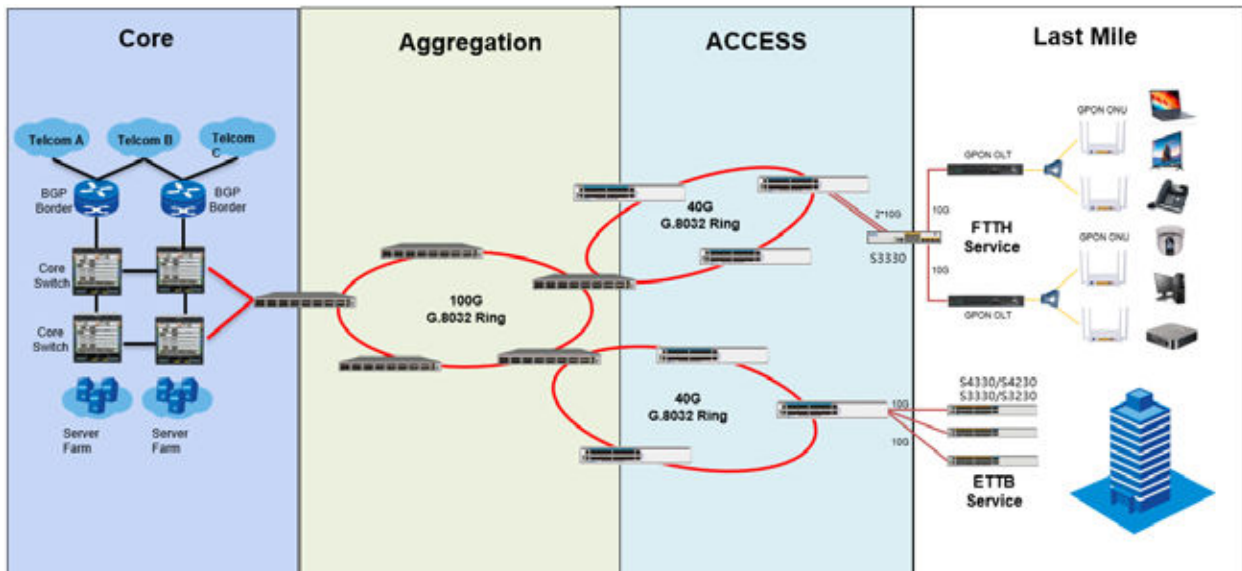 Core
Aggregation
ACCESS
Last Mile
Telcom A
Telcom B
Telcom
C
BGP
Border
BGP
Border
Core
Switch
Core
Switch
Server
Farm
Server
Farm
100G
G.8032 Ring
40G
G.8032 Ring
40G
G.8032 Ring
2*10G
S3330
10G
10G
FTTH
Service
GPON OLT
GPON ONU
GPON OLT
GPON ONU
10G
10G
S4330/S4230
S3330/S3230
ETTB
Service